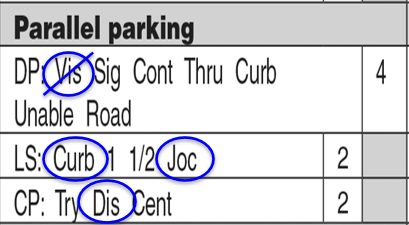 Parallel parking
DP: Vis Sig Cont Thru Curb 4
Unable Road
LS: Curb 1 1/2 Joc 2
CP: Try Dis Cent 2